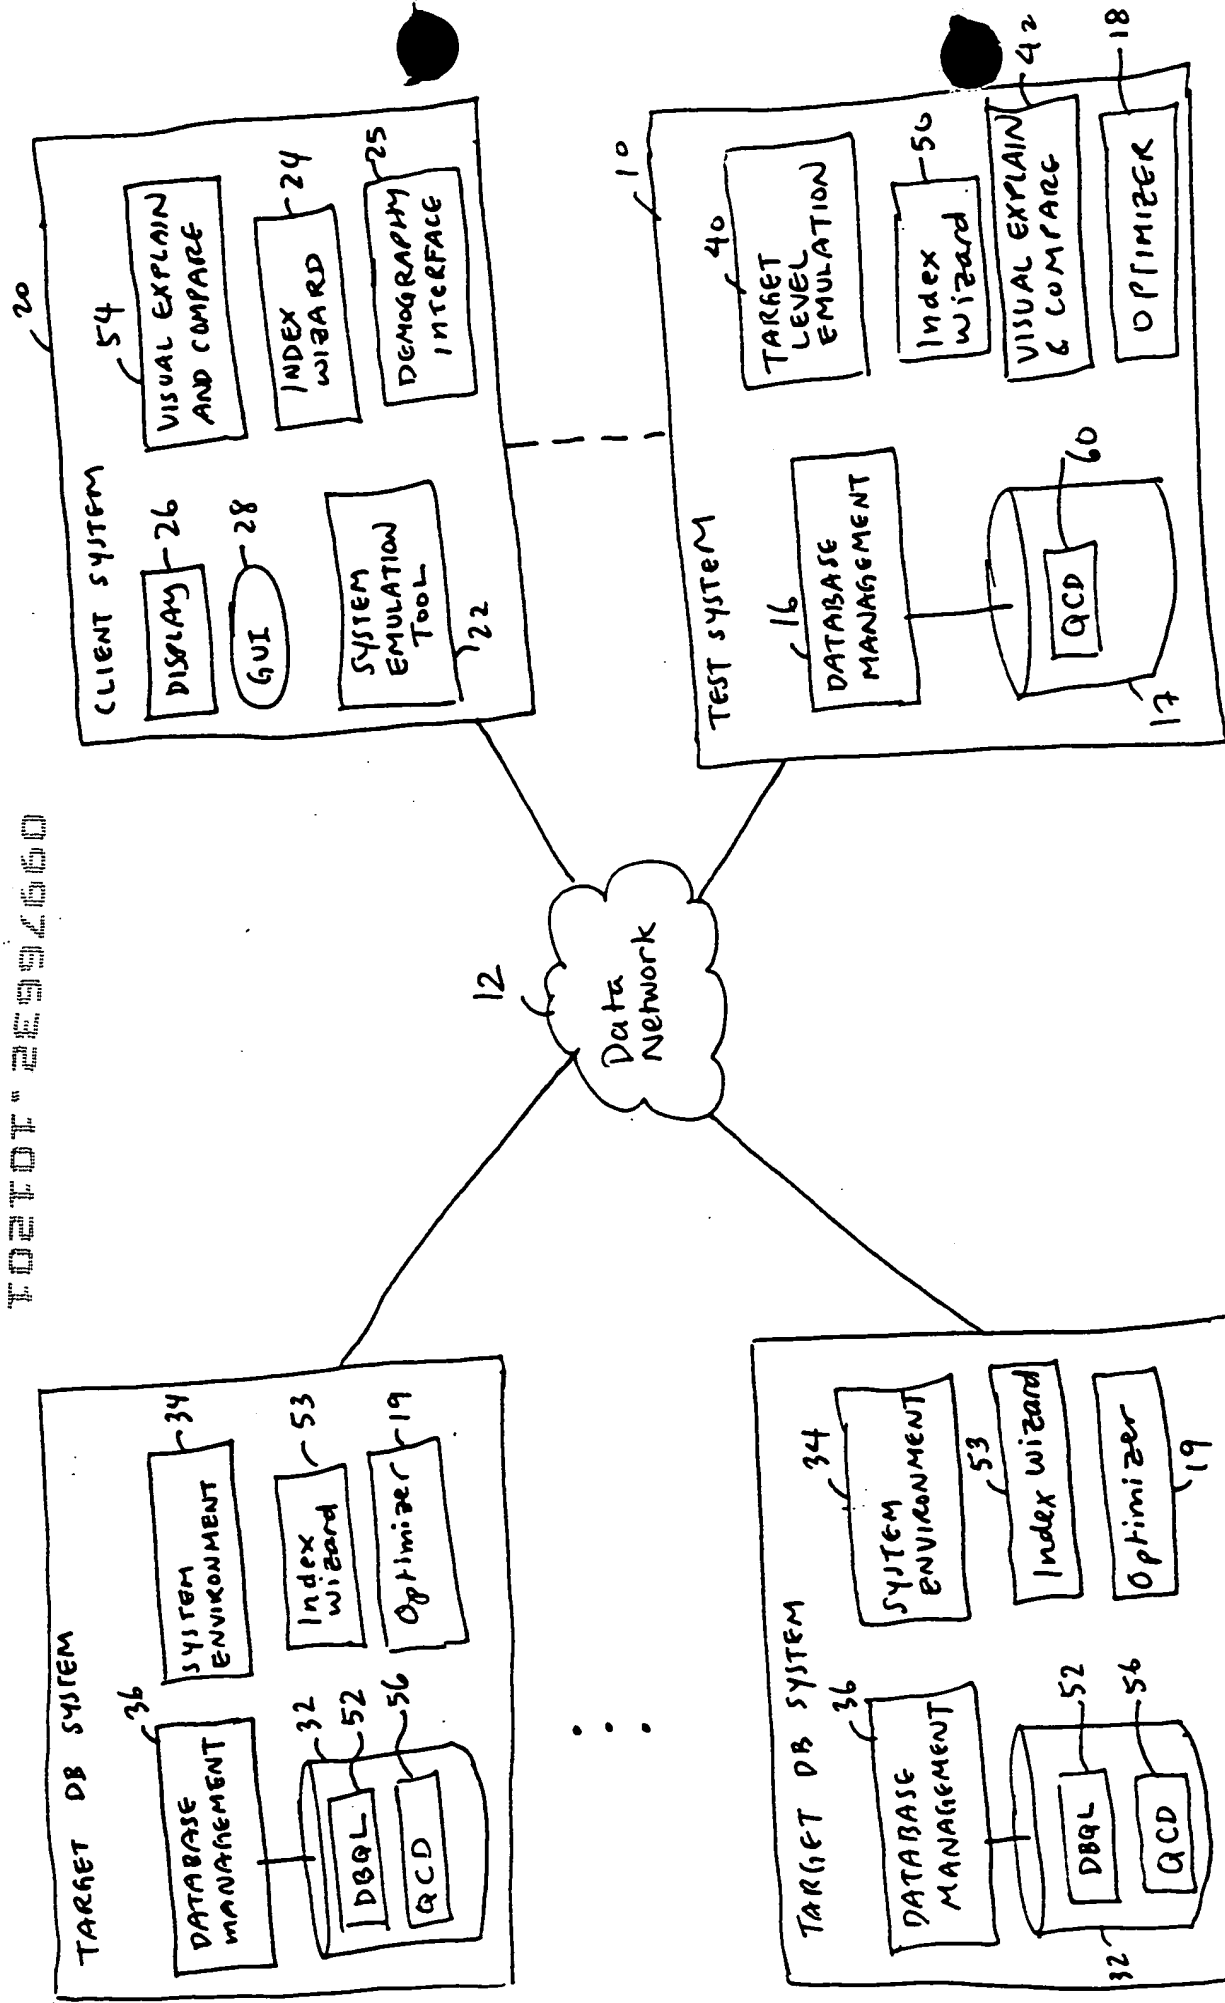 09976632.101201
TARGET DB SYSTEM
36
DATABASE
MANAGEMENT
34
SYSTEM
ENVIRONMENT
32
52
DBQL
56
QCD
53
Index
Wizard
19
Optimizer
TARGET DB SYSTEM
36
DATABASE
MANAGEMENT
34
SYSTEM
ENVIRONMENT
32
52
DBQL
56
QCD
53
Index Wizard
Optimizer
19
12
Data
Network
20
CLIENT SYSTEM
DISPLAY
26
GUI
28
SYSTEM
EMULATION
TOOL
22
54
VISUAL EXPLAIN
AND COMPARE
INDEX
WIZARD
24
DEMOGRAPHY
INTERFACE
25
10
TEST SYSTEM
16
DATABASE
MANAGEMENT
QCD
60
17
40
TARGET
LEVEL
EMULATION
Index
Wizard
50
VISUAL EXPLAIN
& COMPARE
42
OPTIMIZER
18